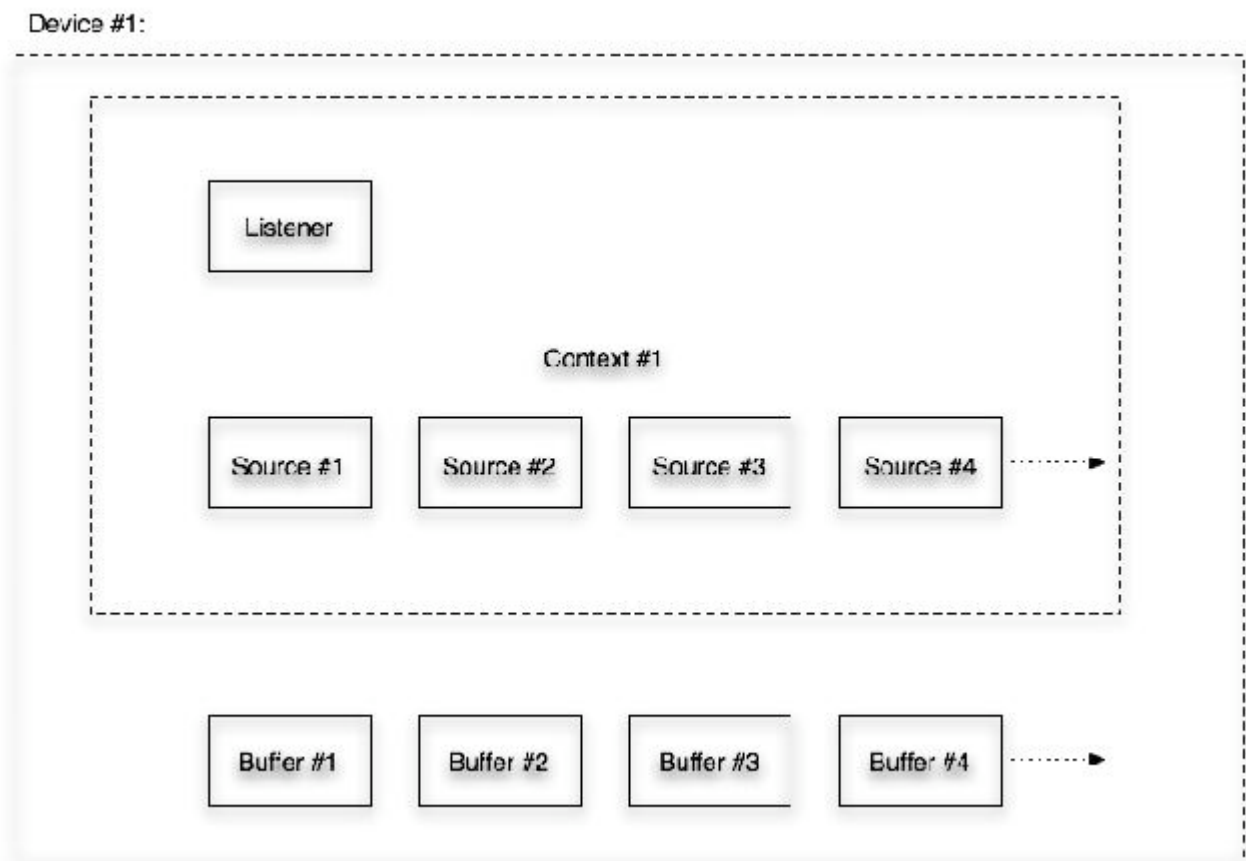 Device #1:
Listener
Context #1
Source #1 Source #2 Source #3 Source #4
Buffer #1 Buffer #2 Buffer #3 Buffer #4